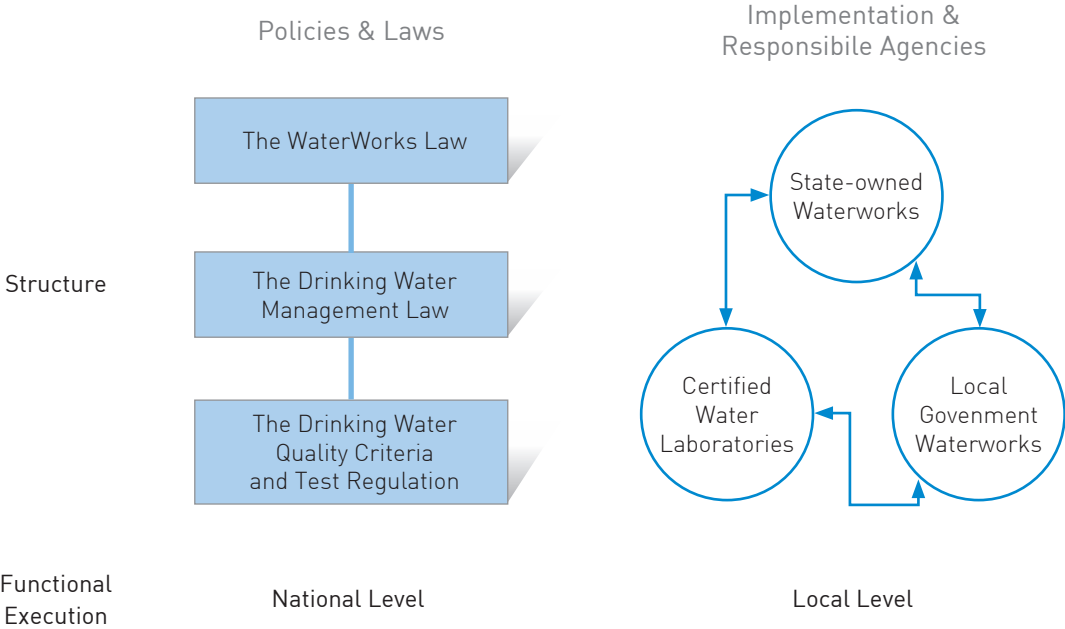 Policies & Laws
Implementation &
Responsibile Agencies
Structure
The WaterWorks Law
The Drinking Water
Management Law
The Drinking Water
Quality Criteria
and Test Regulation
State-owned
Waterworks
Certified
Water
Laboratories
Local
Govenment
Waterworks
Functional
Execution
National Level
Local Level